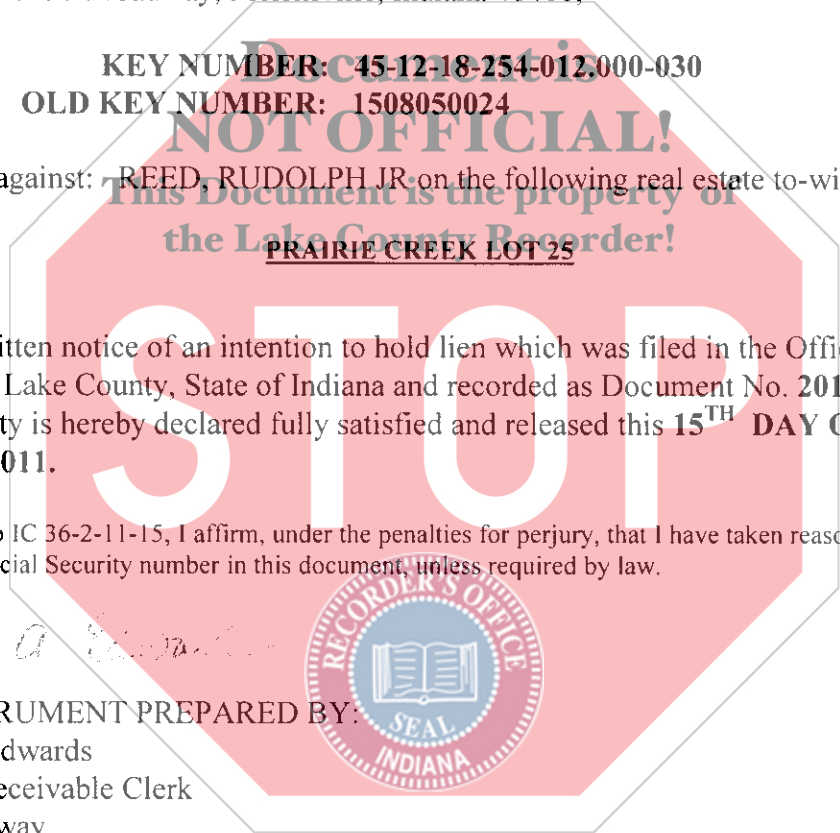 KEY NUMBER: 45-12-18-254-012.000-030
Document is
OLD KEY NUMBER: 1508050024
NOT OFFICIAL!
against: REED, RUDOLPH JR on the following real estate to-wi
This Document is the property of
the Lake County Recorder!
PRAIRIE CREEK LOT 25
STOP
itten notice of an intention to hold lien which was filed in the Offi
Lake County, State of Indiana and recorded as Document No. 201
ty is hereby declared fully satisfied and released this 15TH DAY O
011.
IC 36-2-11-15, I affirm, under the penalties for perjury, that I have taken reaso
cial Security number in this document, unless required by law.
RECORDER'S OFFICE
SEAL
INDIANA
RUMENT PREPARED BY:
dwards
eceivable Clerk
way